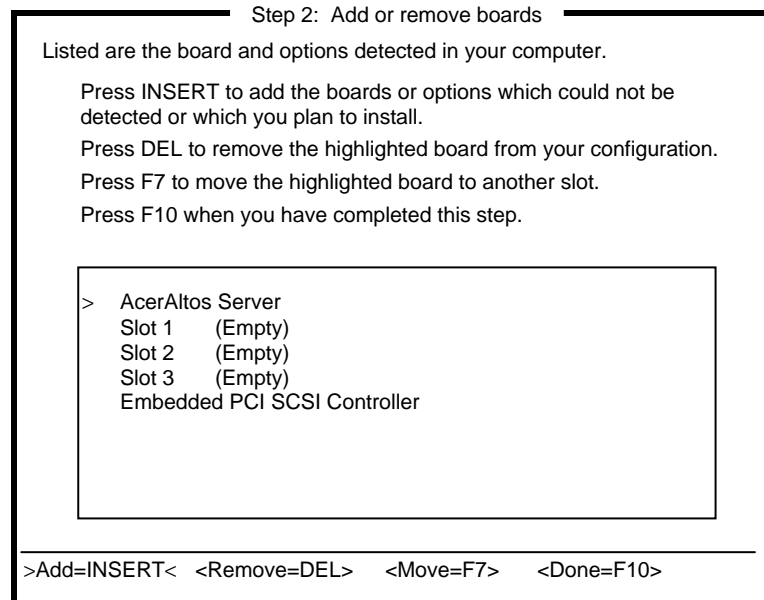 Step 2: Add or remove boards
Listed are the board and options detected in your computer.
Press INSERT to add the boards or options which could not be
detected or which you plan to install.
Press DEL to remove the highlighted board from your configuration.
Press F7 to move the highlighted board to another slot.
Press F10 when you have completed this step.
> AcerAltos Server
Slot 1 (Empty)
Slot 2 (Empty)
Slot 3 (Empty)
Embedded PCI SCSI Controller
>Add=INSERT< <Remove=DEL> <Move=F7> <Done=F10>